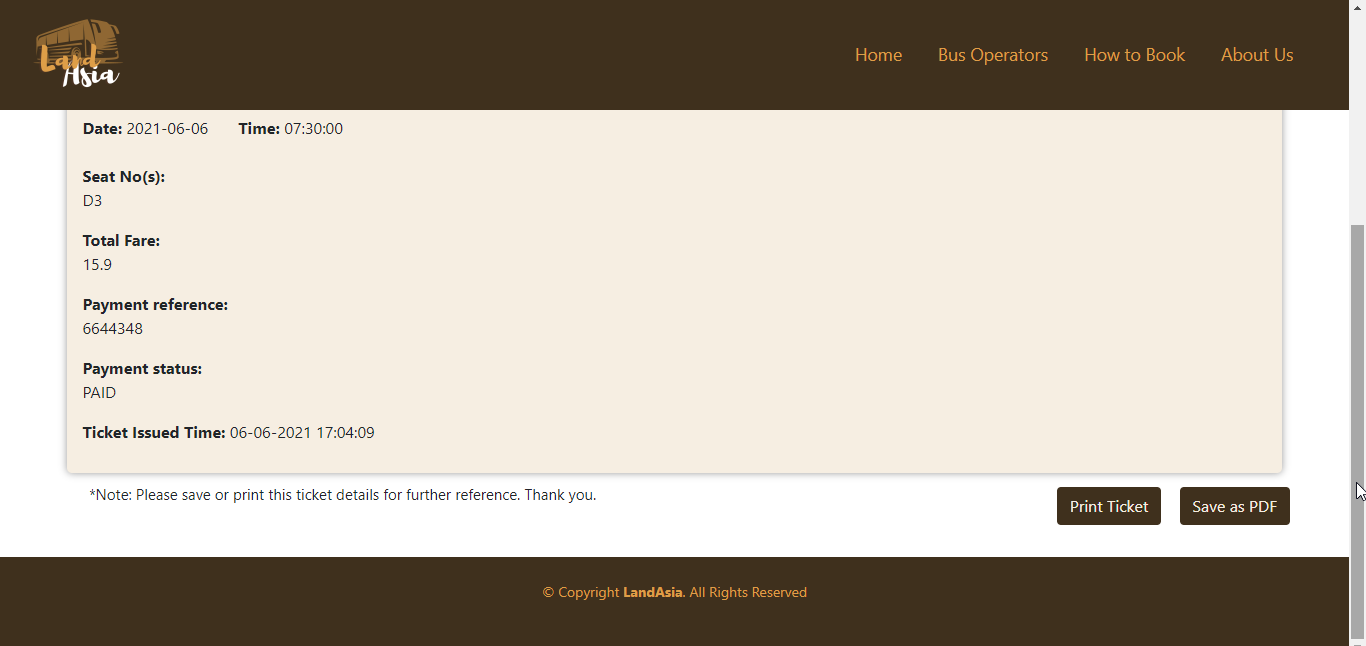 Land
Asia
Home Bus Operators How to Book About Us
Date: 2021-06-06 Time: 07:30:00
Seat No(s):
D3
Total Fare:
15.9
Payment reference:
6644348
Payment status:
PAID
Ticket Issued Time: 06-06-2021 17:04:09
*Note: Please save or print this ticket details for further reference. Thank you.
Print Ticket Save as PDF
© Copyright LandAsia. All Rights Reserved